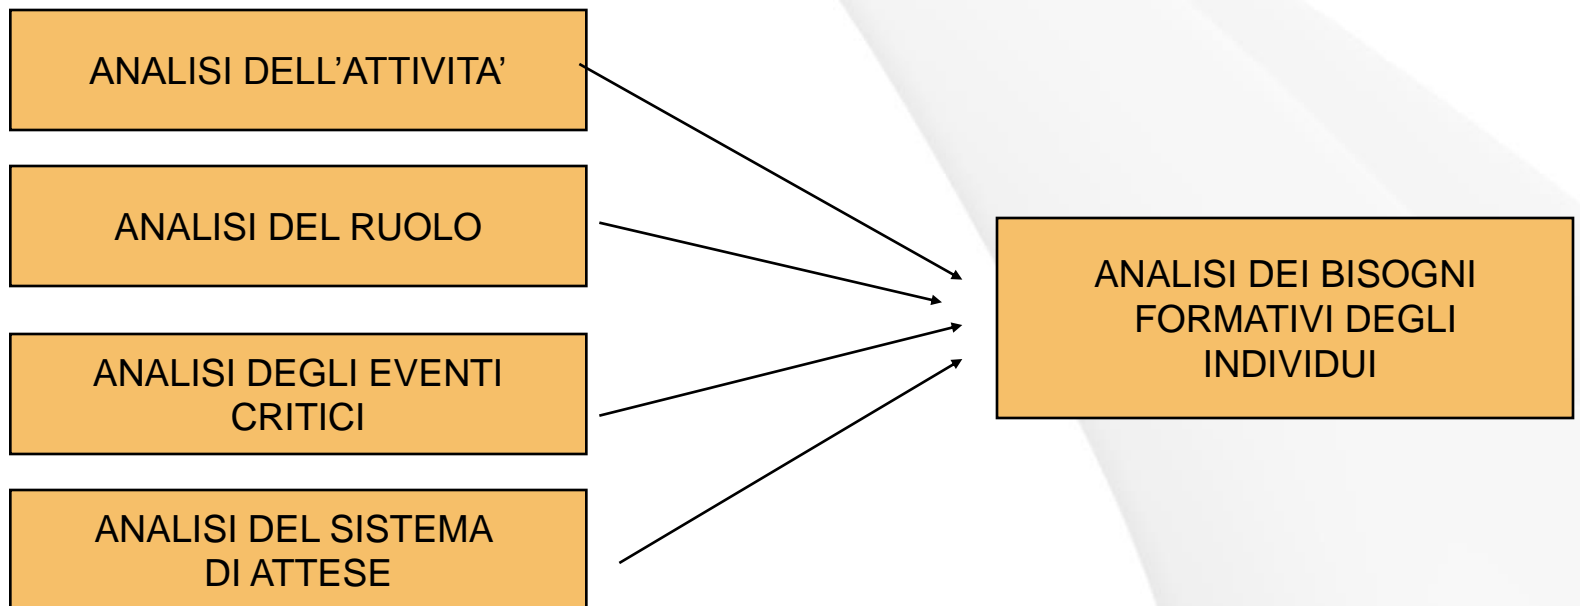 ANALISI DELL’ATTIVITA’
ANALISI DEL RUOLO
ANALISI DEGLI EVENTI
CRITICI
ANALISI DEL SISTEMA
DI ATTESE
ANALISI DEI BISOGNI
FORMATIVI DEGLI
INDIVIDUI